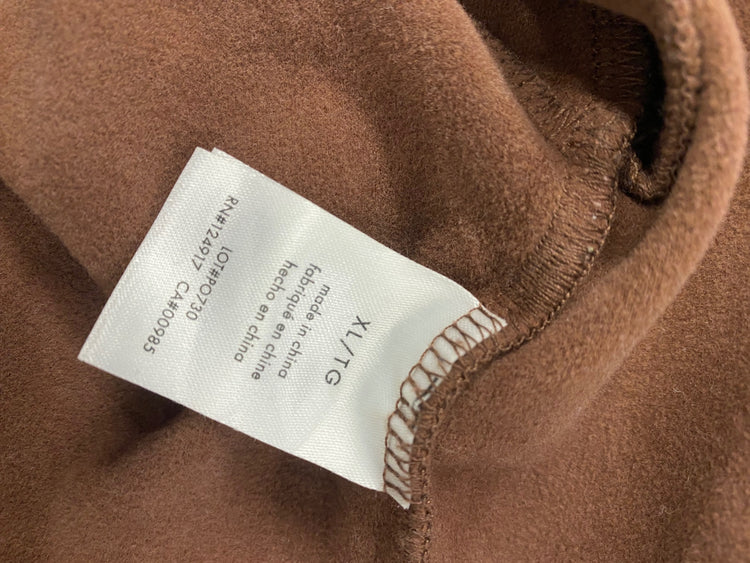 XL/TG
made in china
fabriqué en chine
hecho en china
LOT#PO730
RN#124917 CA#00985